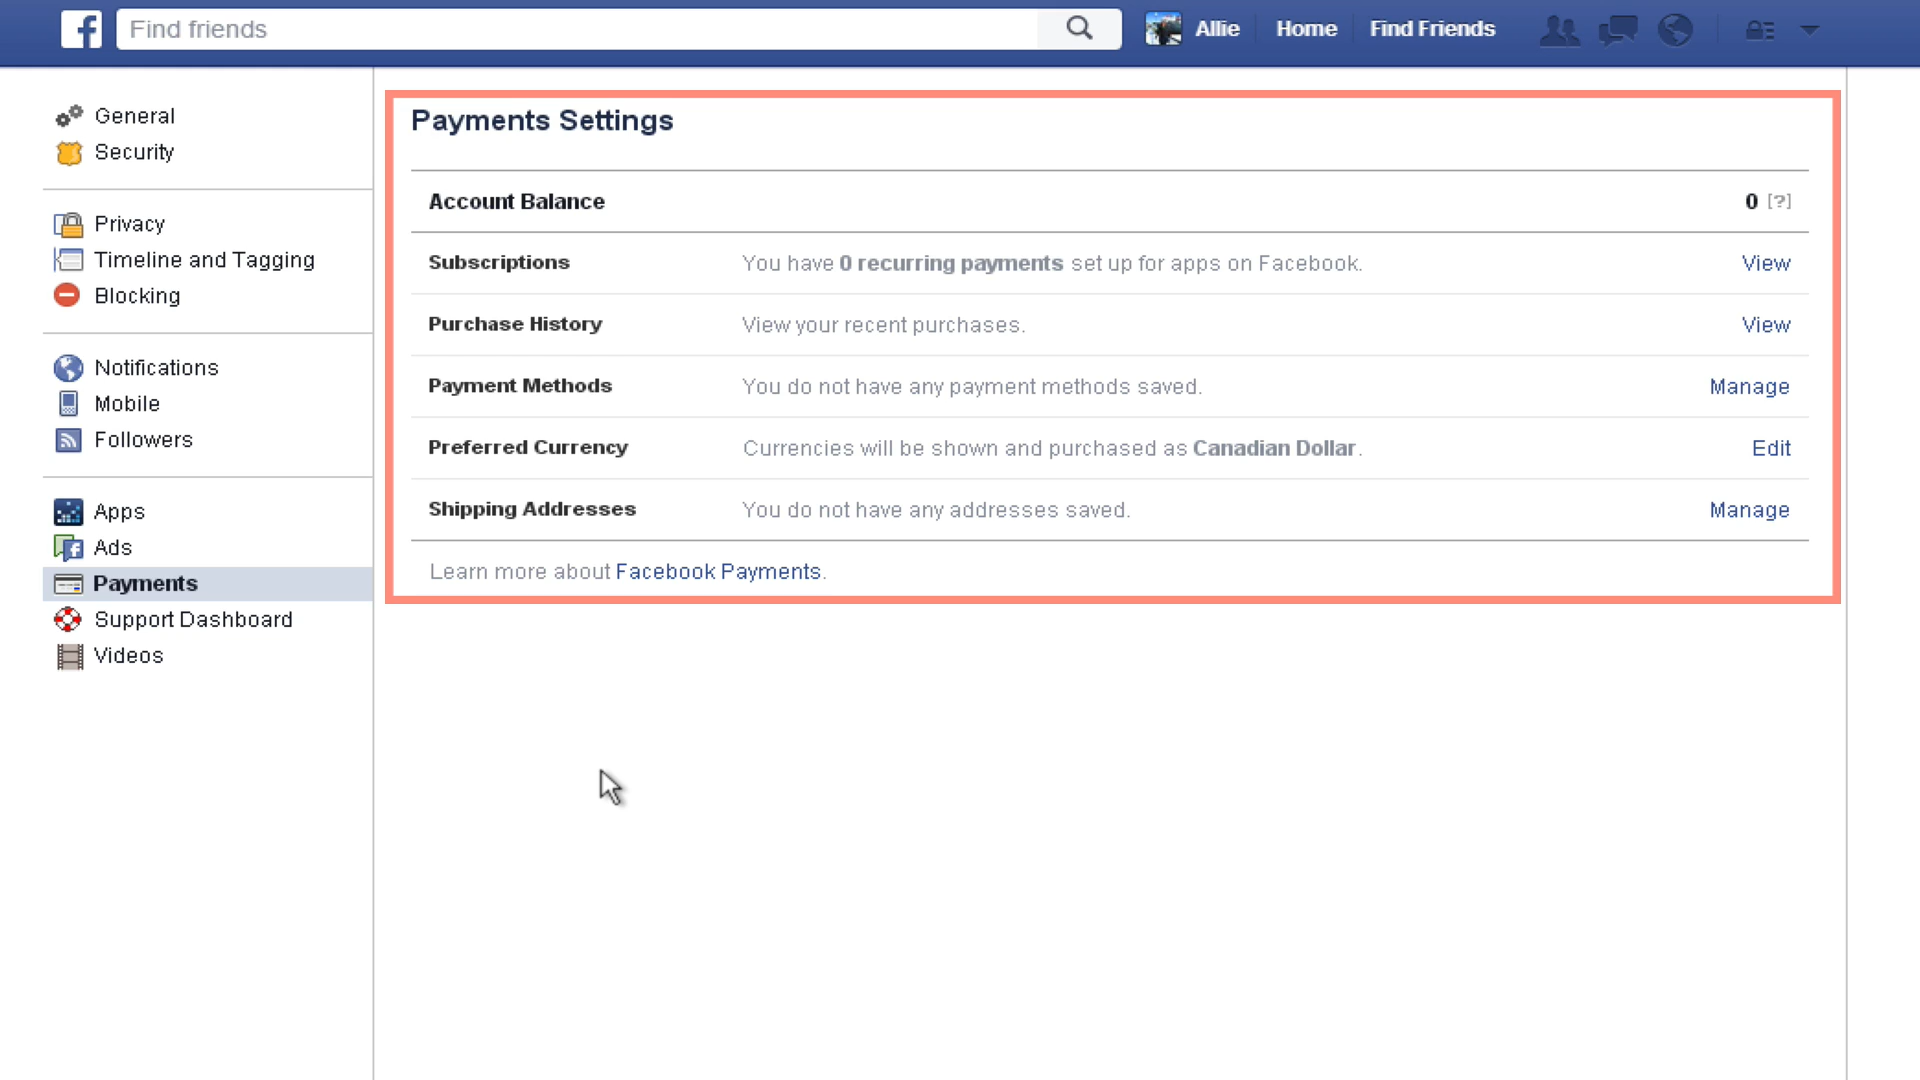 Find friends
Allie
Home
Find Friends
General
Security
Privacy
Timeline and Tagging
Blocking
Notifications
Mobile
Followers
Apps
Ads
Payments
Support Dashboard
Videos
Payments Settings
Account Balance 0 [?]
Subscriptions You have 0 recurring payments set up for apps on Facebook. View
Purchase History View your recent purchases. View
Payment Methods You do not have any payment methods saved. Manage
Preferred Currency Currencies will be shown and purchased as Canadian Dollar. Edit
Shipping Addresses You do not have any addresses saved. Manage
Learn more about Facebook Payments.